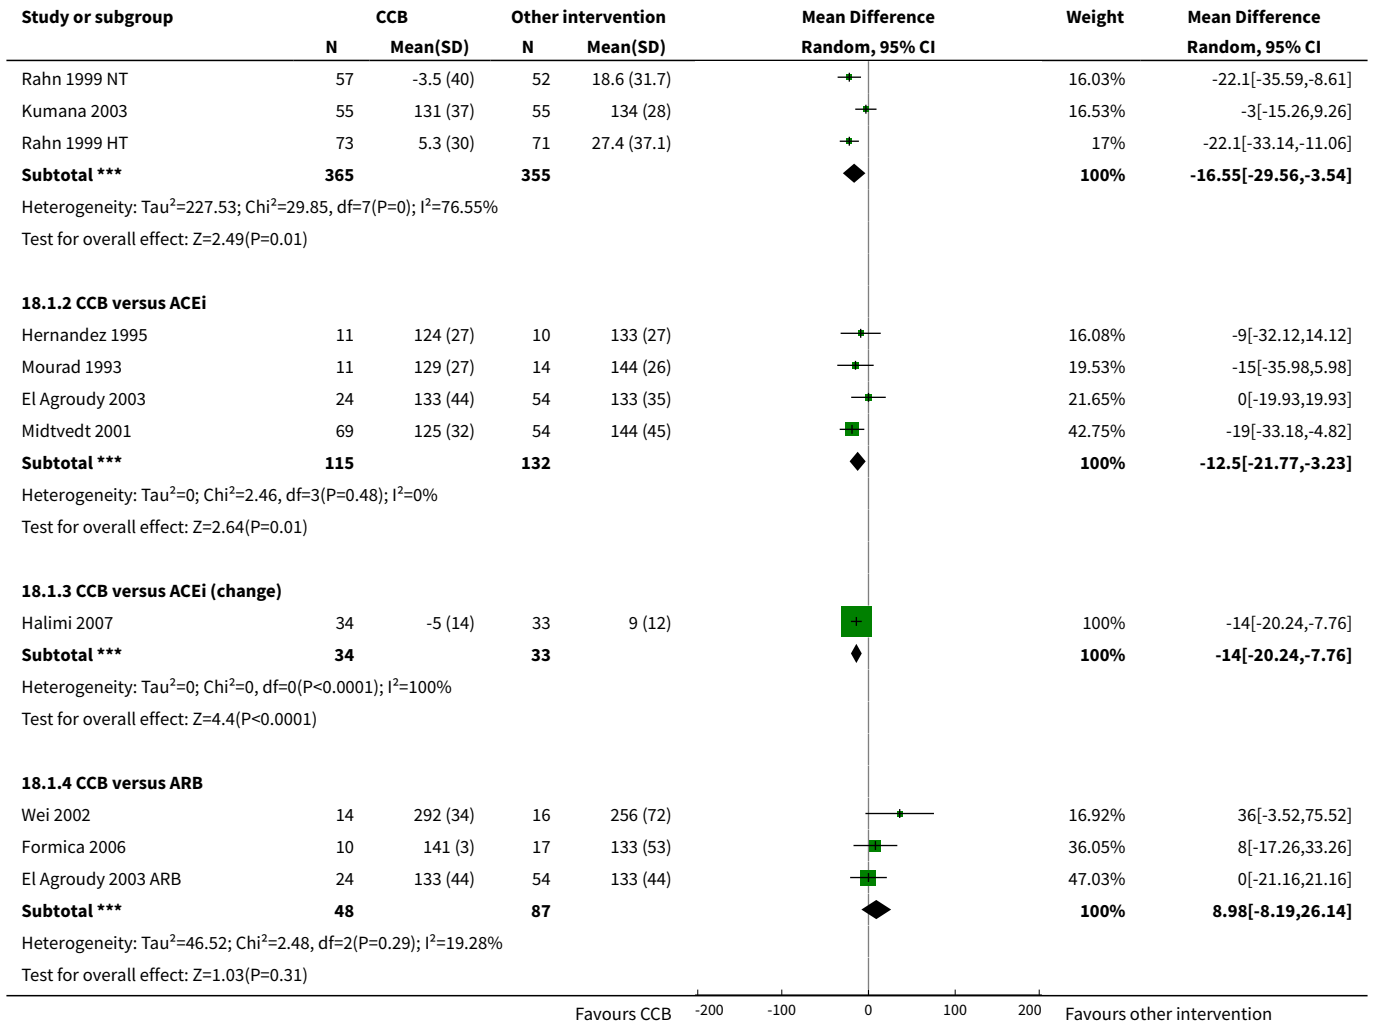 Study or subgroup CCB Other intervention Mean Difference Weight Mean Difference
N Mean(SD) N Mean(SD) Random, 95% CI Random, 95% CI
Rahn 1999 NT 57 -3.5 (40) 52 18.6 (31.7) 16.03% -22.1[-35.59,-8.61]
Kumana 2003 55 131 (37) 55 134 (28) 16.53% -3[-15.26,9.26]
Rahn 1999 HT 73 5.3 (30) 71 27.4 (37.1) 17% -22.1[-33.14,-11.06]
Subtotal *** 365 355 100% -16.55[-29.56,-3.54]
Heterogeneity: Tau²=227.53; Chi²=29.85, df=7(P=0); I²=76.55%
Test for overall effect: Z=2.49(P=0.01)
18.1.2 CCB versus ACEi
Hernandez 1995 11 124 (27) 10 133 (27) 16.08% -9[-32.12,14.12]
Mourad 1993 11 129 (27) 14 144 (26) 19.53% -15[-35.98,5.98]
El Agroudy 2003 24 133 (44) 54 133 (35) 21.65% 0[-19.93,19.93]
Midtvedt 2001 69 125 (32) 54 144 (45) 42.75% -19[-33.18,-4.82]
Subtotal *** 115 132 100% -12.5[-21.77,-3.23]
Heterogeneity: Tau²=0; Chi²=2.46, df=3(P=0.48); I²=0%
Test for overall effect: Z=2.64(P=0.01)
18.1.3 CCB versus ACEi (change)
Halimi 2007 34 -5 (14) 33 9 (12) 100% -14[-20.24,-7.76]
Subtotal *** 34 33 100% -14[-20.24,-7.76]
Heterogeneity: Tau²=0; Chi²=0, df=0(P<0.0001); I²=100%
Test for overall effect: Z=4.4(P<0.0001)
18.1.4 CCB versus ARB
Wei 2002 14 292 (34) 16 256 (72) 16.92% 36[-3.52,75.52]
Formica 2006 10 141 (3) 17 133 (53) 36.05% 8[-17.26,33.26]
El Agroudy 2003 ARB 24 133 (44) 54 133 (44) 47.03% 0[-21.16,21.16]
Subtotal *** 48 87 100% 8.98[-8.19,26.14]
Heterogeneity: Tau²=46.52; Chi²=2.48, df=2(P=0.29); I²=19.28%
Test for overall effect: Z=1.03(P=0.31)
Favours CCB -200 -100 0 100 200 Favours other intervention